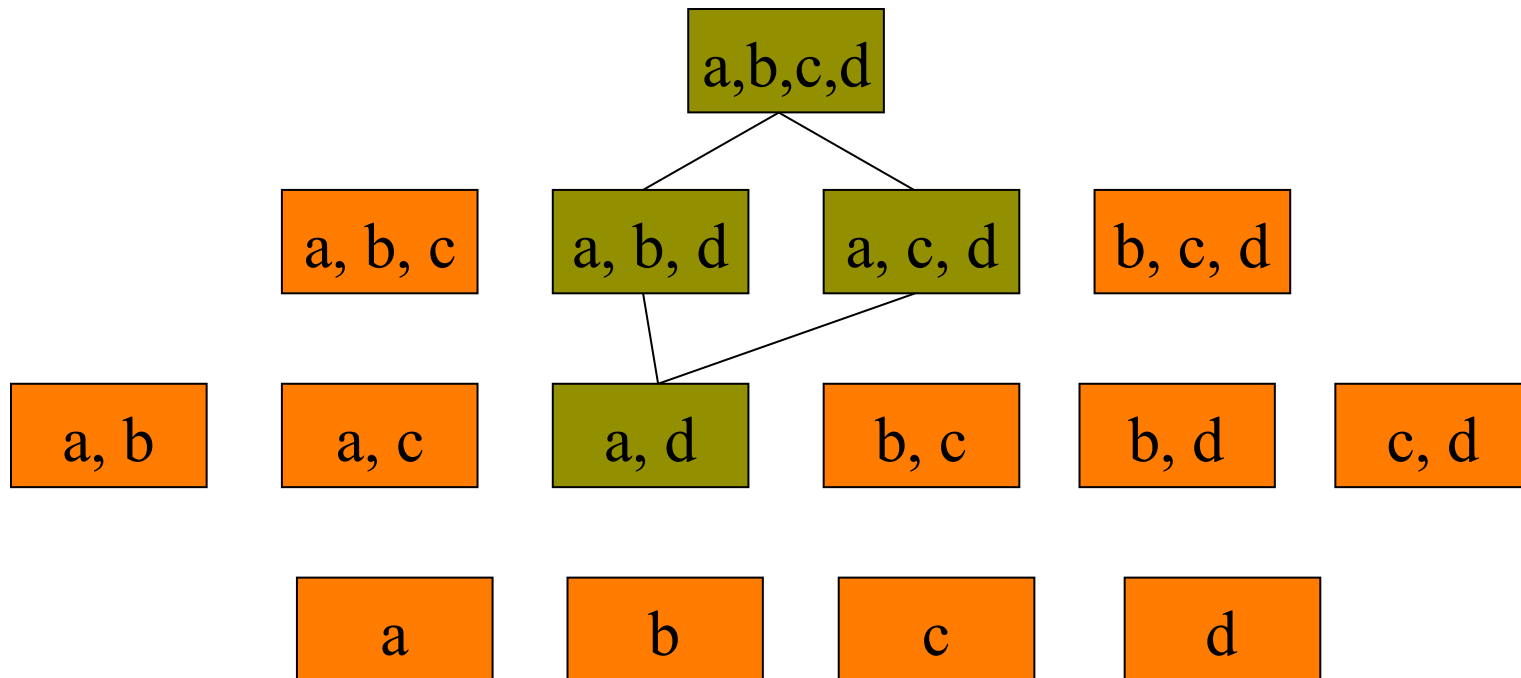 a,b,c,d
a, b, c
a, b, d
a, c, d
b, c, d
a, b
a, c
a, d
b, c
b, d
c, d
a
b
c
d